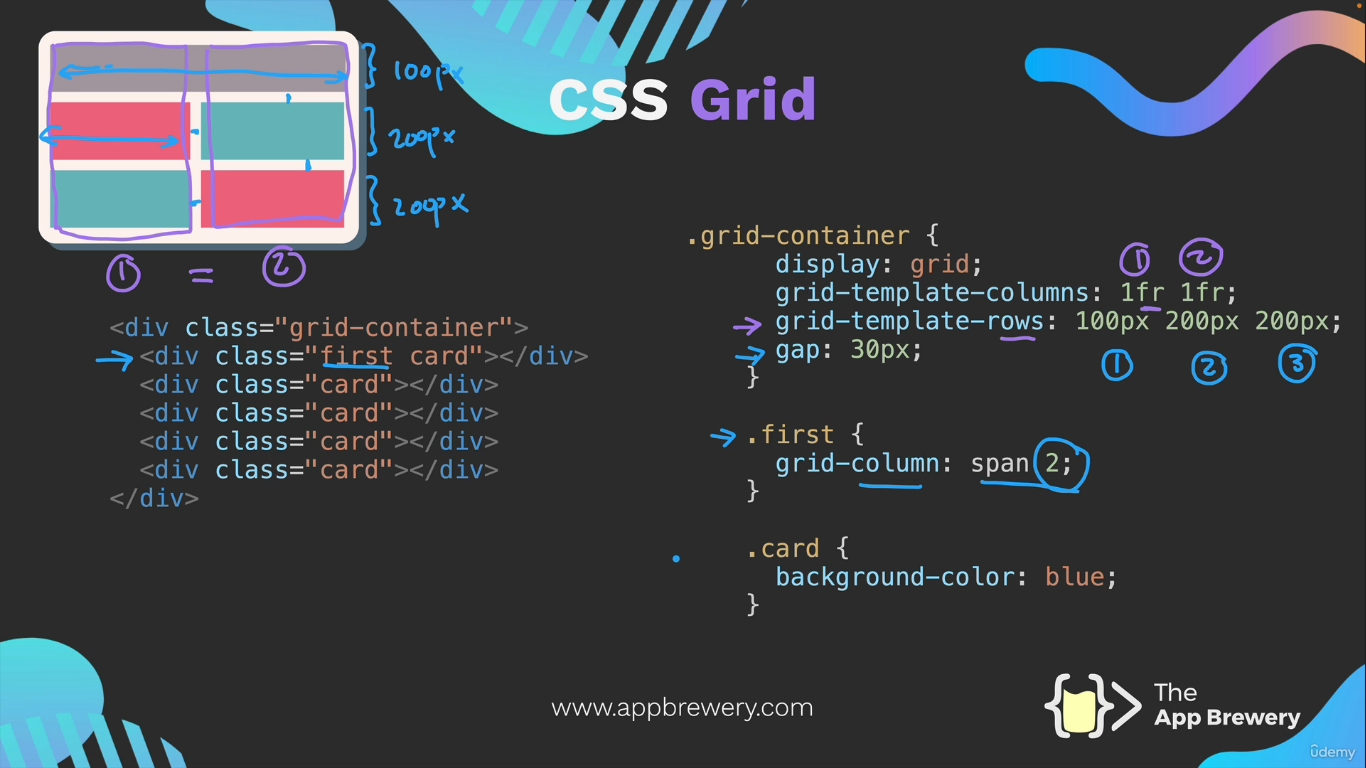 CSS Grid
100px
200px
200px
1 = 2
<div class="grid-container">
<div class="first card"></div>
<div class="card"></div>
<div class="card"></div>
<div class="card"></div>
<div class="card"></div>
</div>
.grid-container {
1 2
display: grid;
grid-template-columns: 1fr 1fr;
grid-template-rows: 100px 200px 200px;
gap: 30px;
1 2 3
}
.first {
grid-column: span 2;
}
.card {
background-color: blue;
}
www.appbrewery.com
{ }>
The
App Brewery
ûdemy